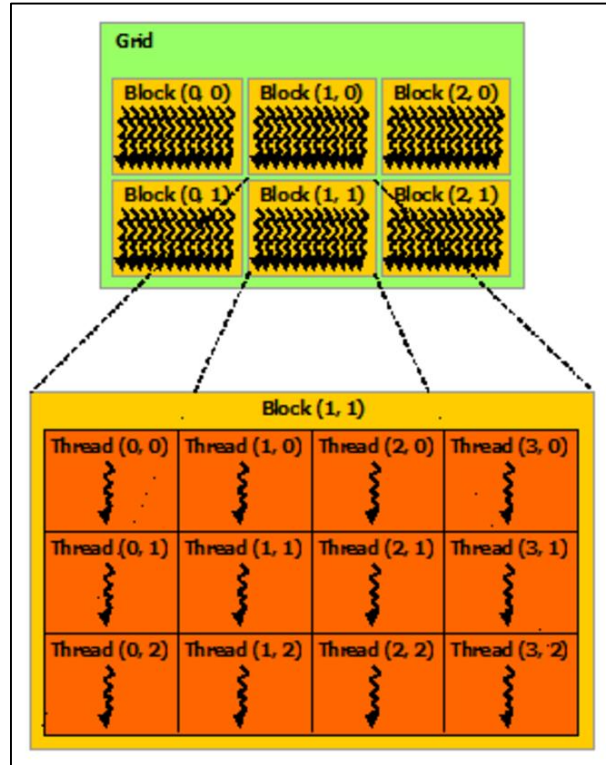 Grid
Block (0, 0) Block (1, 0) Block (2, 0)
Block (0, 1) Block (1, 1) Block (2, 1)
Block (1, 1)
Thread (0, 0) Thread (1, 0) Thread (2, 0) Thread (3, 0)
Thread (0, 1) Thread (1, 1) Thread (2, 1) Thread (3, 1)
Thread (0, 2) Thread (1, 2) Thread (2, 2) Thread (3, 2)